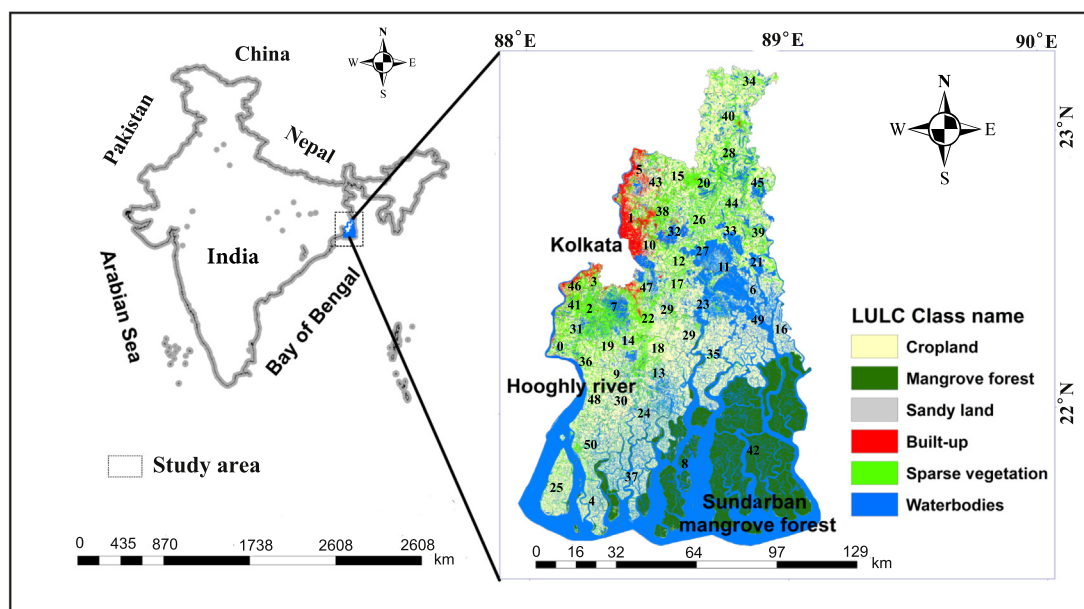 China
N
W E
S
Pakistan
Nepal
India
Arabian Sea
Bay of Bengal
Study area
0 435 870 1738 2608 2608
km
88°E 89°E 90°E
23°N
22°N
N
W E
S
34
40
28
5
43
15
20
45
44
1
38
26
33
39
32
Kolkata
10
27
12
11
21
46
3
47
17
6
41
2
7
23
29
22
49
31
16
14
29
0
19
18
35
36
9
13
Hooghly river
48
30
24
50
42
8
37
25
4
Sundarban
mangrove forest
LULC Class name
Cropland
Mangrove forest
Sandy land
Built-up
Sparse vegetation
Waterbodies
0 16 32 64 97 129
km